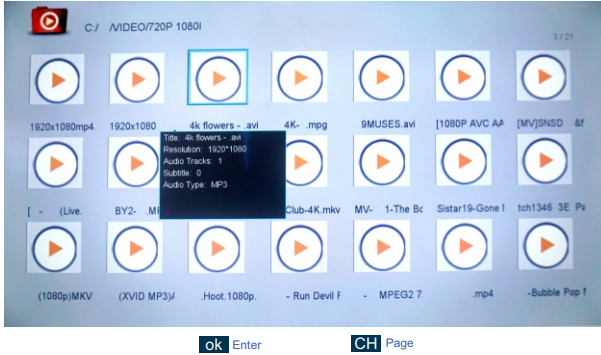 C:/ /VIDEO/720P 1080I
3 / 21
1920x1080mp4 1920x1080 _ 4k flowers - .avi 4K- .mpg 9MUSES.avi [1080P AVC AA [MV]SNSD &f
Title: 4k flowers - .avi
Resolution: 1920*1080
Audio Tracks: 1
Subtitle: 0
Audio Type: MP3
[ - (Live. BY2- .MI Club-4K.mkv MV- 1-The Bc Sistar19-Gone I tch1346 3E Pa
(1080p)MKV (XVID MP3)/ .Hoot.1080p. - Run Devil F - MPEG2 7. .mp4 -Bubble Pop f
ok Enter CH Page